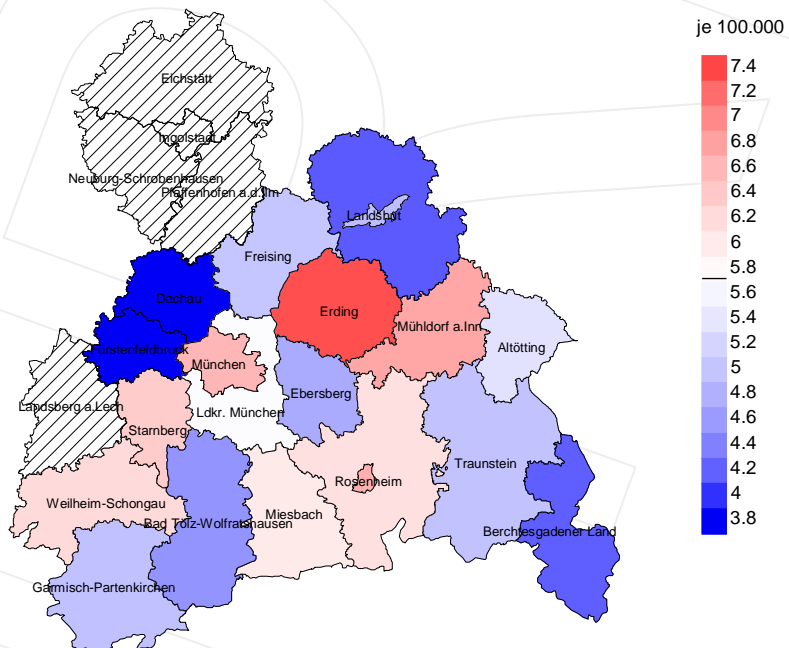 je 100.000
7.4
7.2
7
6.8
6.6
6.4
6.2
6
5.8
5.6
5.4
5.2
5
4.8
4.6
4.4
4.2
4
3.8
Eichstätt
Ingolstadt
Neuburg-Schrobenhausen
Pfaffenhofen a.d.Ilm
Landshut
Freising
Dachau
Erding
Mühldorf a.Inn
Fürstenfeldbruck
München
Altötting
Ebersberg
Landsberg a.Lech
Ldkr. München
Starnberg
Traunstein
Rosenheim
Weilheim-Schongau
Miesbach
Bad Tölz-Wolfratshausen
Berchtesgadener Land
Garmisch-Partenkirchen